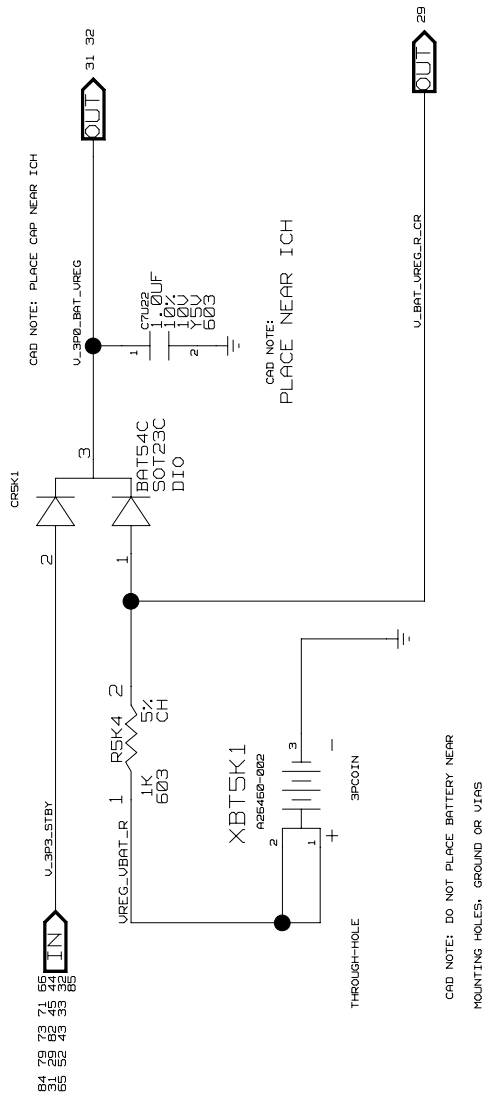 84 79 73 71 66
31 29 82 45 44
65 52 43 33 32
85
IN
V_3P3_STBY
CR5K1
2
3
1
BAT54C
SOT23C
DIO
CAD NOTE: PLACE CAP NEAR ICH
V_3P0_BAT_VREG
OUT
31 32
1
C7U22
1.0UF
10%
10V
Y5V
603
2
CAD NOTE:
PLACE NEAR ICH
VREG_VBAT_R
1
R5K4
2
1K
5%
603
CH
XBT5K1
A26460-002
2
3
1
+
-
THROUGH-HOLE
3PCOIN
V_BAT_VREG_R_CR
OUT
29
CAD NOTE: DO NOT PLACE BATTERY NEAR
MOUNTING HOLES, GROUND OR VIAS